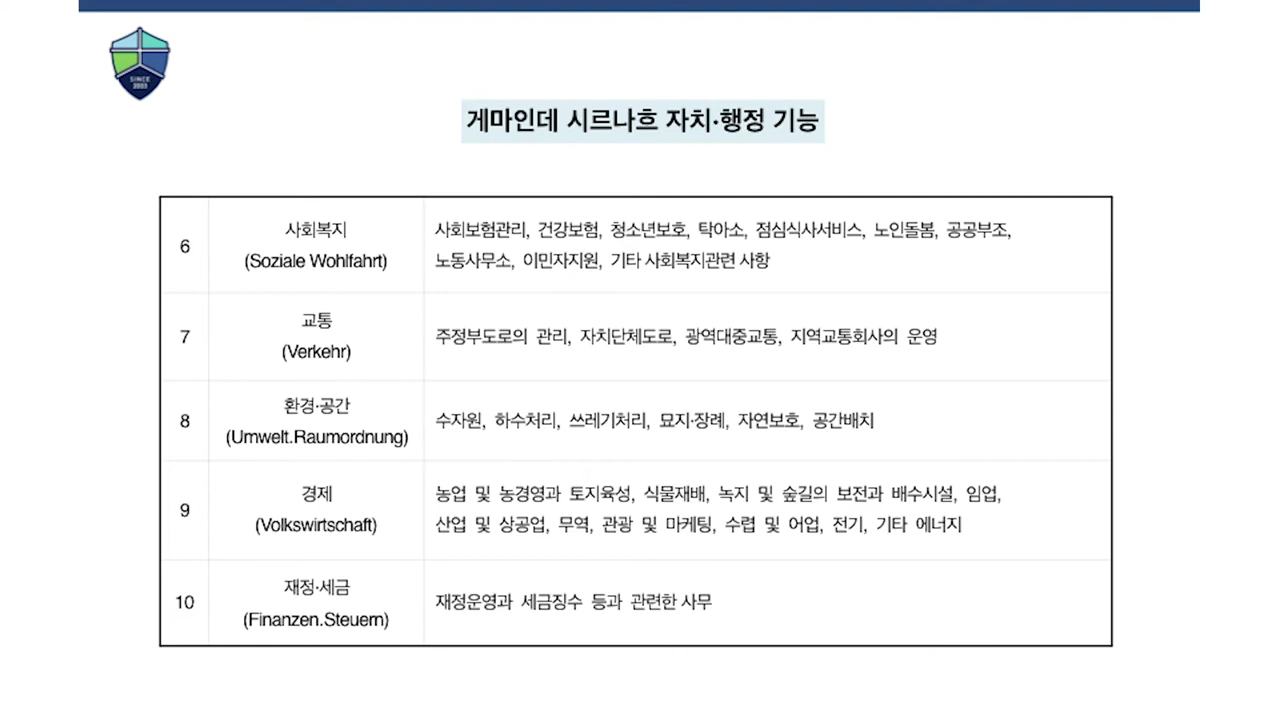 SINCE
2003
게마인데 시르나흐 자치·행정 기능
6
사회복지
(Soziale Wohlfahrt)
사회보험관리, 건강보험, 청소년보호, 탁아소, 점심식사서비스, 노인돌봄, 공공부조,
노동사무소, 이민자지원, 기타 사회복지관련 사항
7
교통
(Verkehr)
주정부도로의 관리, 자치단체도로, 광역대중교통, 지역교통회사의 운영
8
환경·공간
(Umwelt.Raumordnung)
수자원, 하수처리, 쓰레기처리, 묘지·장례, 자연보호, 공간배치
9
경제
(Volkswirtschaft)
농업 및 농경영과 토지육성, 식물재배, 녹지 및 숲길의 보전과 배수시설, 임업,
산업 및 상공업, 무역, 관광 및 마케팅, 수렵 및 어업, 전기, 기타 에너지
10
재정·세금
(Finanzen.Steuern)
재정운영과 세금징수 등과 관련한 사무